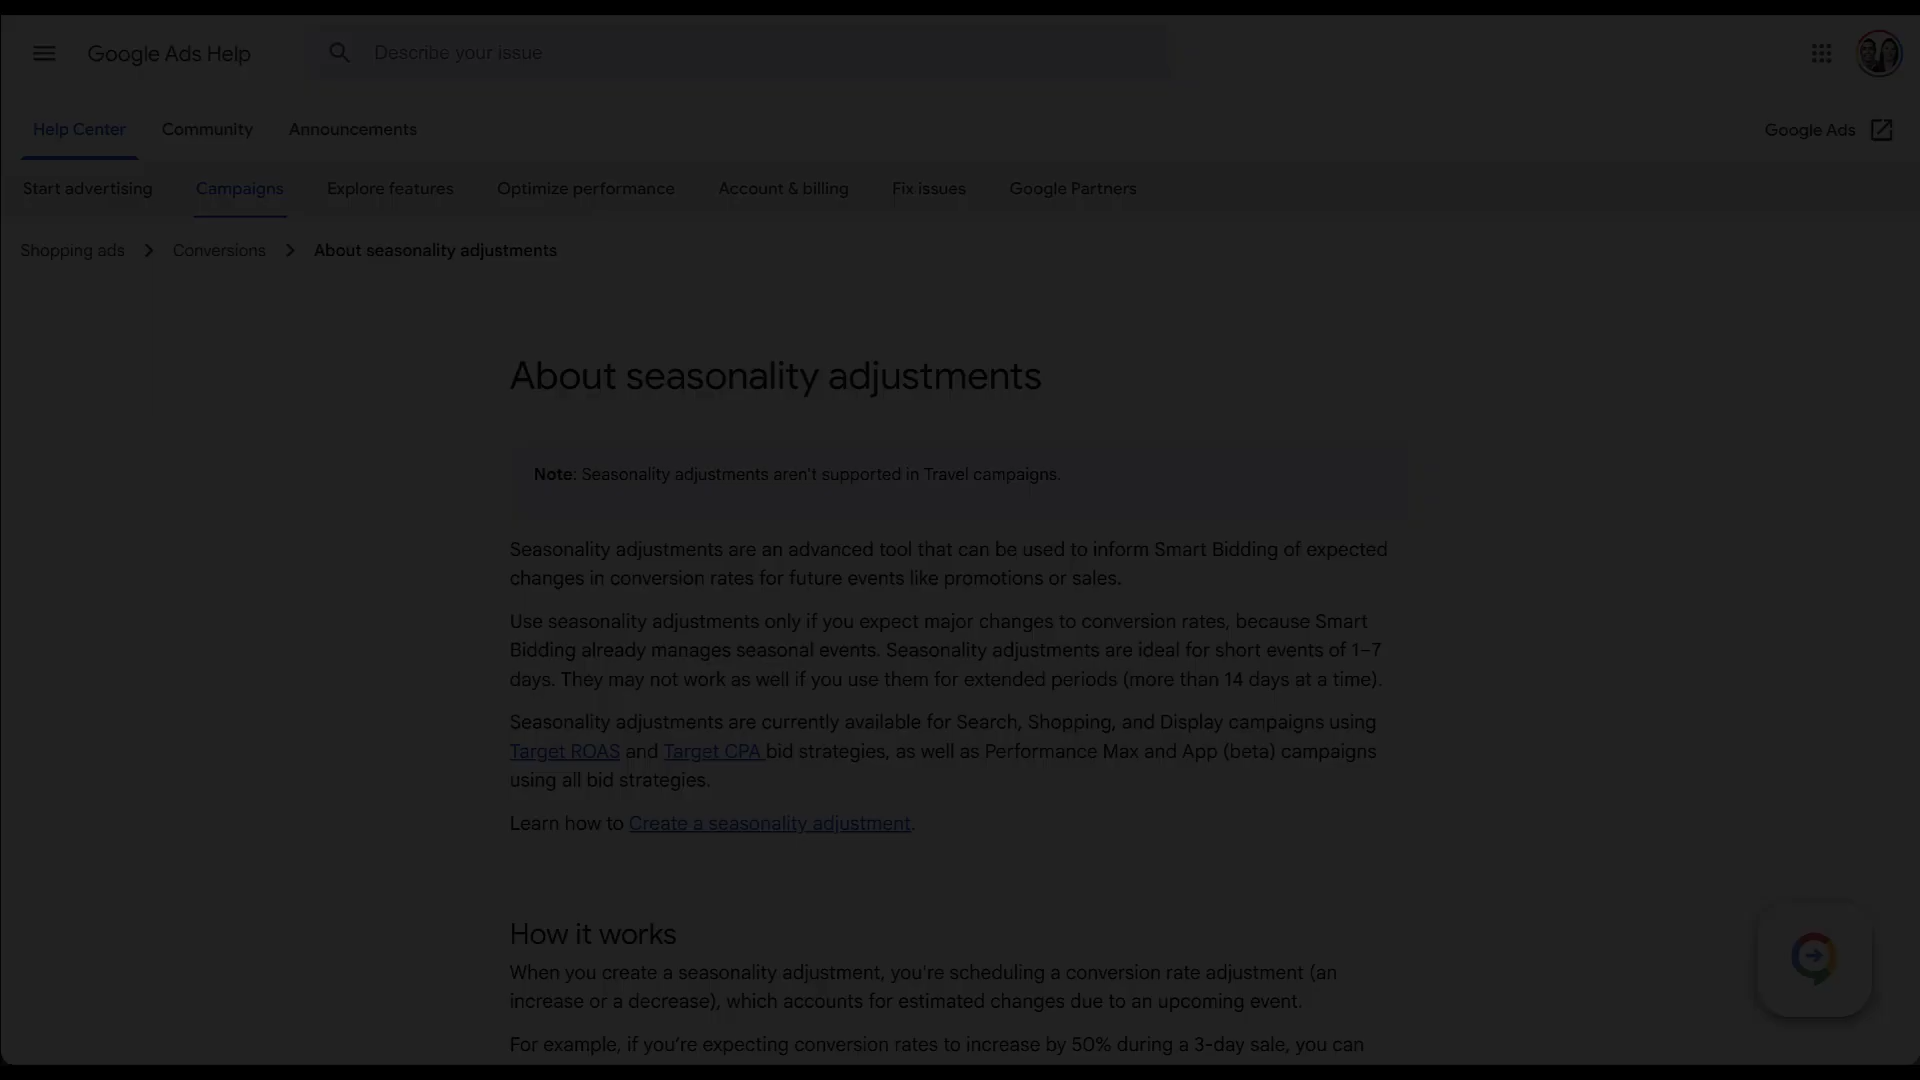 Google Ads Help
Describe your issue
Help Center
Community
Announcements
Google Ads
Start advertising
Campaigns
Explore features
Optimize performance
Account & billing
Fix issues
Google Partners
Shopping ads
Conversions
About seasonality adjustments
About seasonality adjustments
Note: Seasonality adjustments aren't supported in Travel campaigns.
Seasonality adjustments are an advanced tool that can be used to inform Smart Bidding of expected
changes in conversion rates for future events like promotions or sales.
Use seasonality adjustments only if you expect major changes to conversion rates, because Smart
Bidding already manages seasonal events. Seasonality adjustments are ideal for short events of 1–7
days. They may not work as well if you use them for extended periods (more than 14 days at a time).
Seasonality adjustments are currently available for Search, Shopping, and Display campaigns using
Target ROAS and Target CPA bid strategies, as well as Performance Max and App (beta) campaigns
using all bid strategies.
Learn how to Create a seasonality adjustment.
How it works
When you create a seasonality adjustment, you're scheduling a conversion rate adjustment (an
increase or a decrease), which accounts for estimated changes due to an upcoming event.
For example, if you're expecting conversion rates to increase by 50% during a 3-day sale, you can